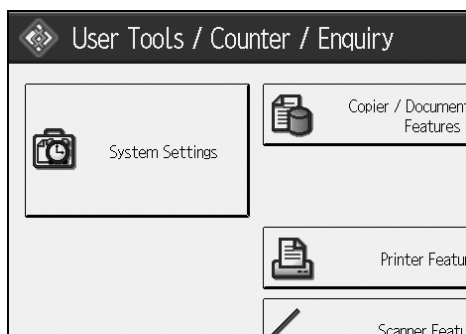 User Tools / Counter / Enquiry
System Settings
Copier / Document
Features
Printer Featu
Scanner Featu